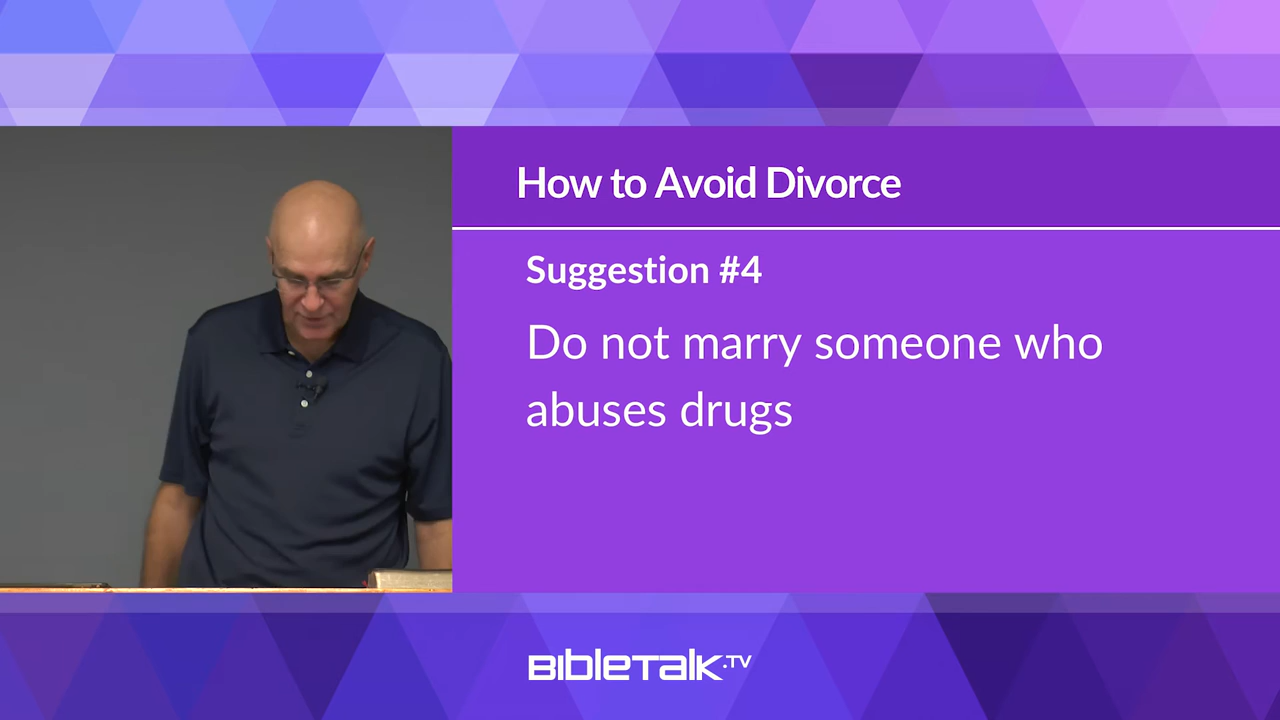 How to Avoid Divorce
Suggestion #4
Do not marry someone who
abuses drugs
BIBLETALK.TV